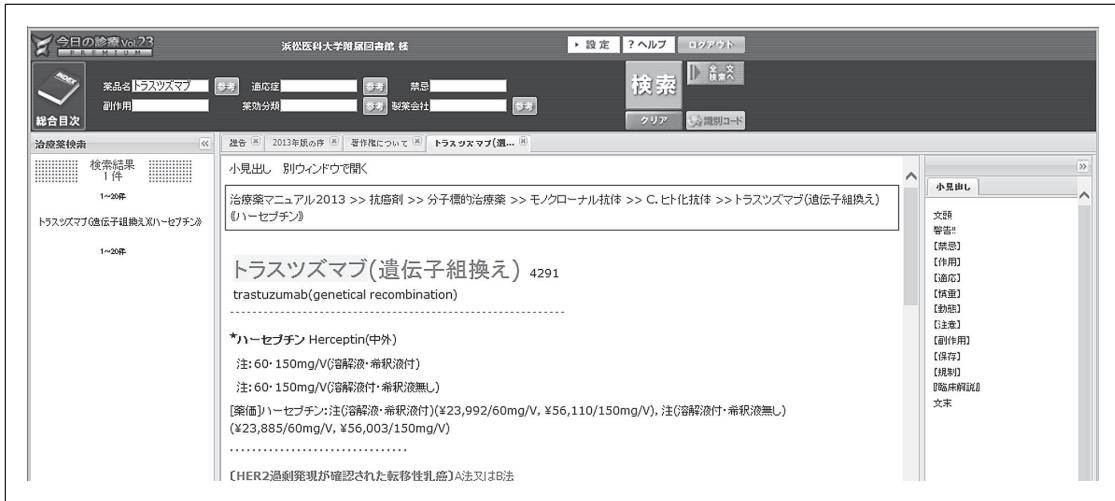 今日の診療Vol.23
PREMIUM
浜松医科大学附属図書館 様
設定
?ヘルプ
ログアウト
INDEX
総合目次
薬品名 トラスツズマブ 参考 適応症 参考 禁忌
副作用 薬効分類 参考 製薬会社 参考
検索
クリア
全文検索へ
識別コード
治療薬検索
検索結果
1件
1~20件
トラスツズマブ(遺伝子組換え)《ハーセプチン》
1~20件
謹告
2013年版の序
著作権について
トラスツズマブ(遺...
小見出し 別ウィンドウで開く
治療薬マニュアル2013 >> 抗癌剤 >> 分子標的治療薬 >> モノクローナル抗体 >> C. ヒト化抗体 >>トラスツズマブ(遺伝子組換え)
《ハーセプチン》
トラスツズマブ(遺伝子組換え) 4291
trastuzumab(genetical recombination)
★ハーセプチン Herceptin(中外)
注:60・150mg/V(溶解液・希釈液付)
注:60・150mg/V(溶解液付・希釈液無し)
[薬価]ハーセプチン:注(溶解液・希釈液付)(¥23,992/60mg/V, ¥56,110/150mg/V), 注(溶解液付・希釈液無し)
(¥23,885/60mg/V, ¥56,003/150mg/V)
〔HER2過剰発現が確認された転移性乳癌〕A法又はB法
小見出し
文頭
警告!!
【禁忌】
【作用】
【適応】
【慎重】
【動態】
【注意】
【副作用】
【保存】
【規制】
『臨床解説』
文末